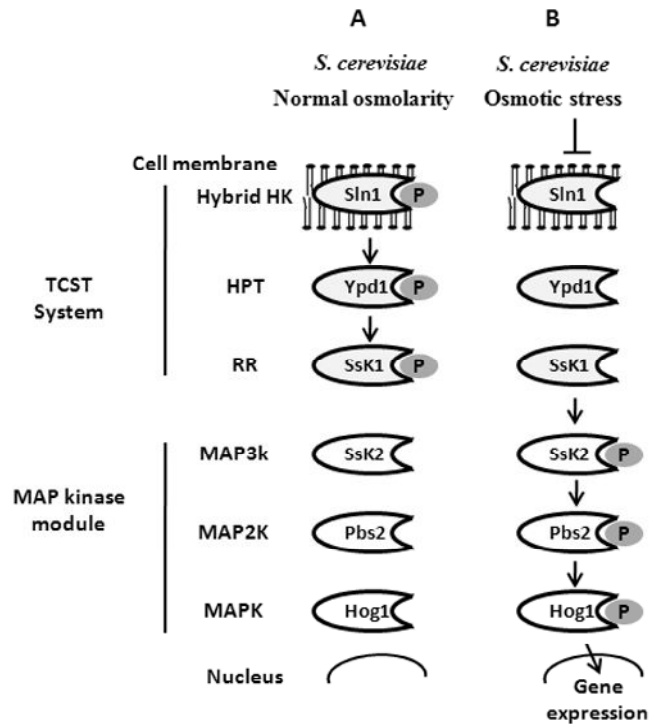 A
B
S. cerevisiae
Normal osmolarity
S. cerevisiae
Osmotic stress
Cell membrane
Hybrid HK
Sln1
P
Sln1
TCST
System
HPT
Ypd1
P
Ypd1
RR
SsK1
P
SsK1
MAP kinase
module
MAP3k
SsK2
SsK2
P
MAP2K
Pbs2
Pbs2
P
MAPK
Hog1
Hog1
P
Nucleus
Gene
expression